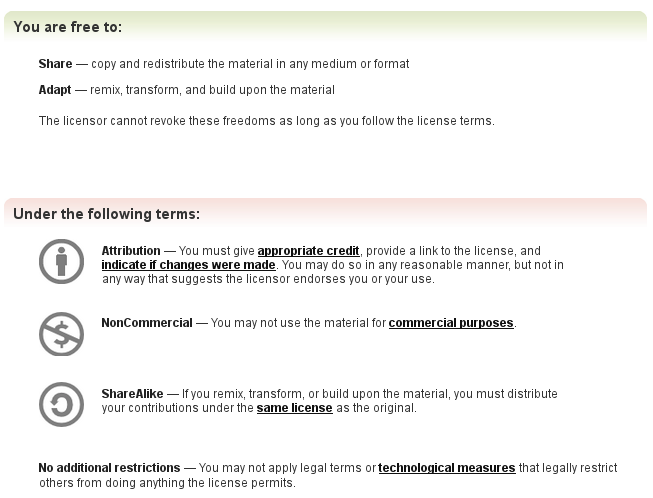 You are free to:
Share — copy and redistribute the material in any medium or format
Adapt — remix, transform, and build upon the material
The licensor cannot revoke these freedoms as long as you follow the license terms.
Under the following terms:
Attribution — You must give appropriate credit, provide a link to the license, and
indicate if changes were made. You may do so in any reasonable manner, but not in
any way that suggests the licensor endorses you or your use.
NonCommercial — You may not use the material for commercial purposes.
ShareAlike — If you remix, transform, or build upon the material, you must distribute
your contributions under the same license as the original.
No additional restrictions — You may not apply legal terms or technological measures that legally restrict
others from doing anything the license permits.